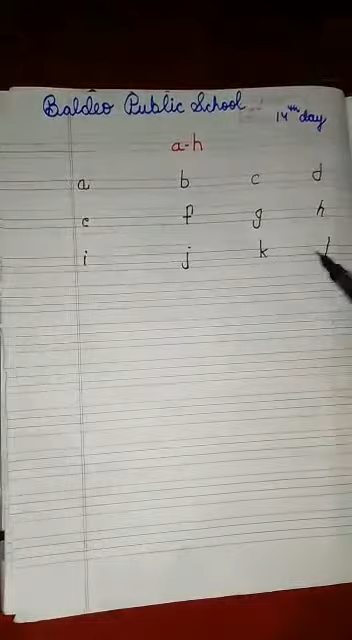 Baldeo Public School
14th day
a-h
a b c d
e f g h
i j k l